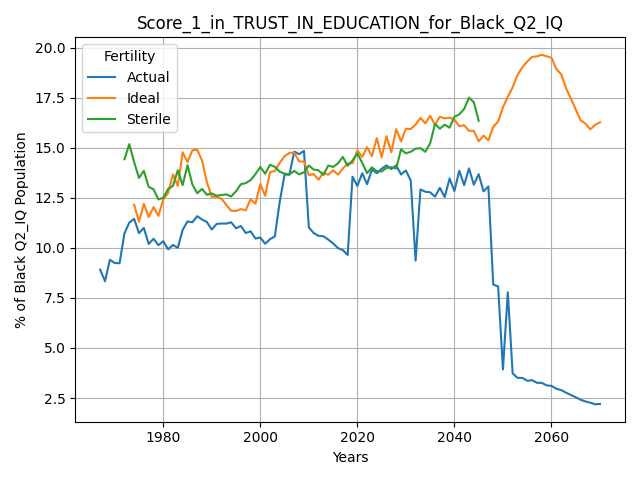 Score_1_in_TRUST_IN_EDUCATION_for_Black_Q2_IQ
Fertility
Actual
Ideal
Sterile
% of Black Q2_IQ Population
20.0
17.5
15.0
12.5
10.0
7.5
5.0
2.5
1980
2000
2020
2040
2060
Years